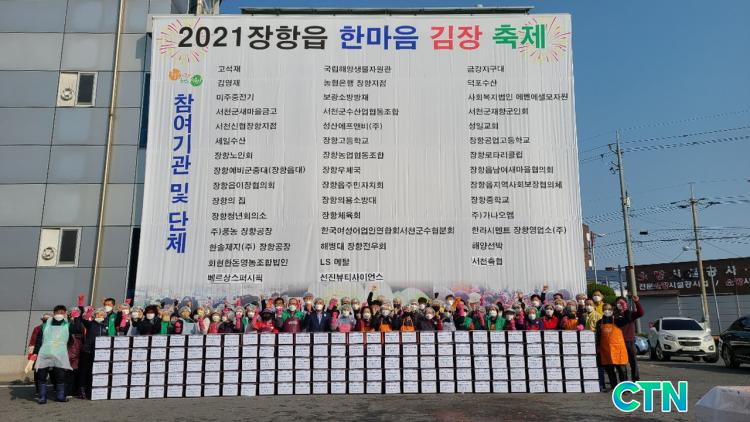 2021장항읍 한마음 김장 축제
참여기관 및 단체
고석재 국립해양생물자원관 금강지구대
김영재 농협은행 장항지점 덕포수산
미주중전기 보광소방방재 사회복지법인 에벤에셀모자원
서천군새마을금고 서천군수산업협동조합 서천군재향군인회
서천신협장항지점 성산에프앤비(주) 성일교회
세일수산 장항고등학교 장항공업고등학교
장항노인회 장항농업협동조합 장항로타리클럽
장항예비군중대(장항읍대) 장항우체국 장항읍남여새마을협의회
장항읍이장협의회 장항읍주민자치회 장항읍지역사회보장협의체
장항의 집 장항의용소방대 장항중학교
장항청년회의소 장항체육회 주)가나오엠
주)풍농 장항공장 한국여성어업인연합회서천군수협분회 한라시멘트 장항영업소(주)
한솔제지(주) 장항공장 해병대 장항전우회 해양선박
회현한돈영농조합법인 LS 메탈 서천축협
베르상스퍼시픽 선진뷰티사이언스
CTN